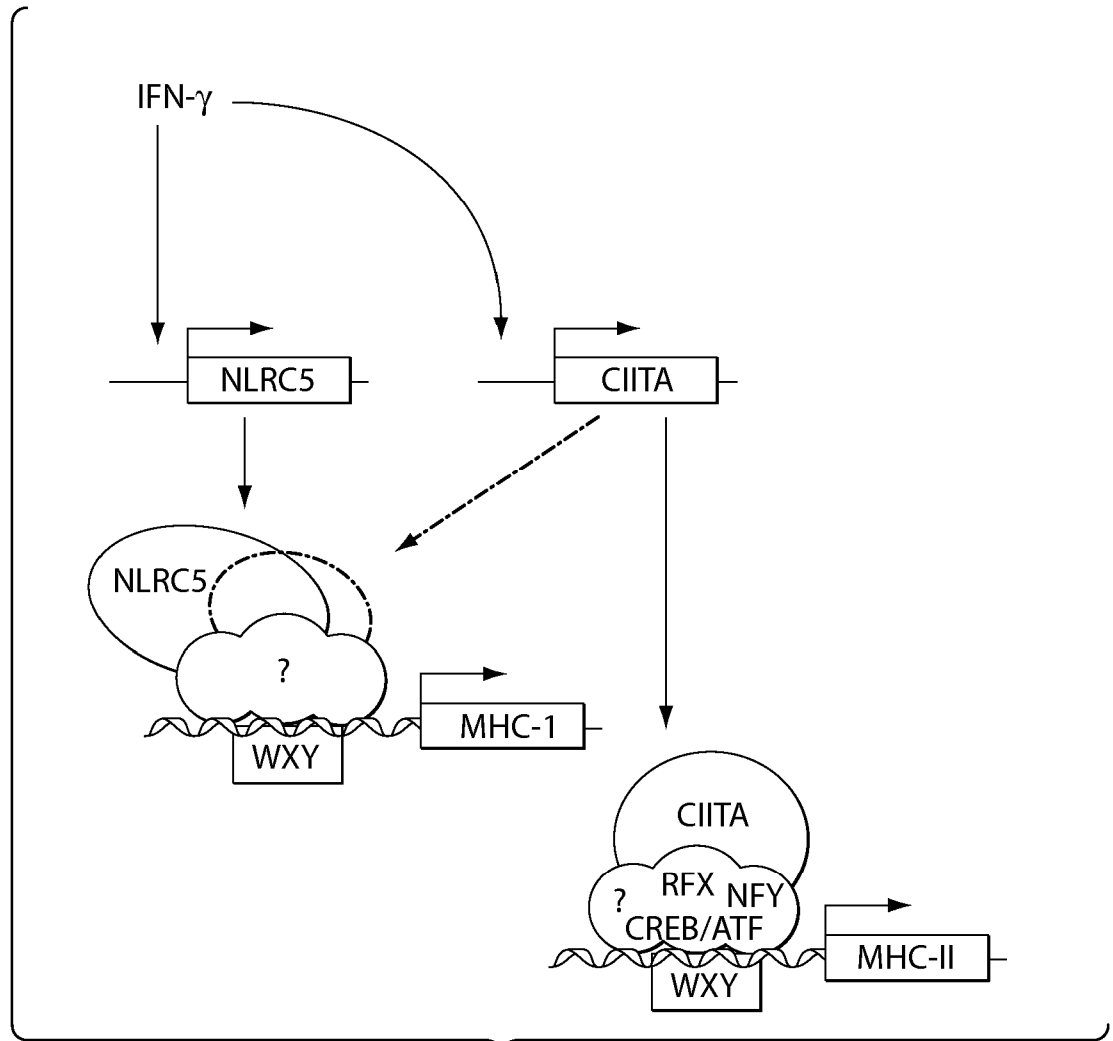 IFN-γ
NLRC5
CIITA
NLRC5
?
MHC-1
WXY
CIITA
? RFX NFY
CREB/ATF
MHC-II
WXY